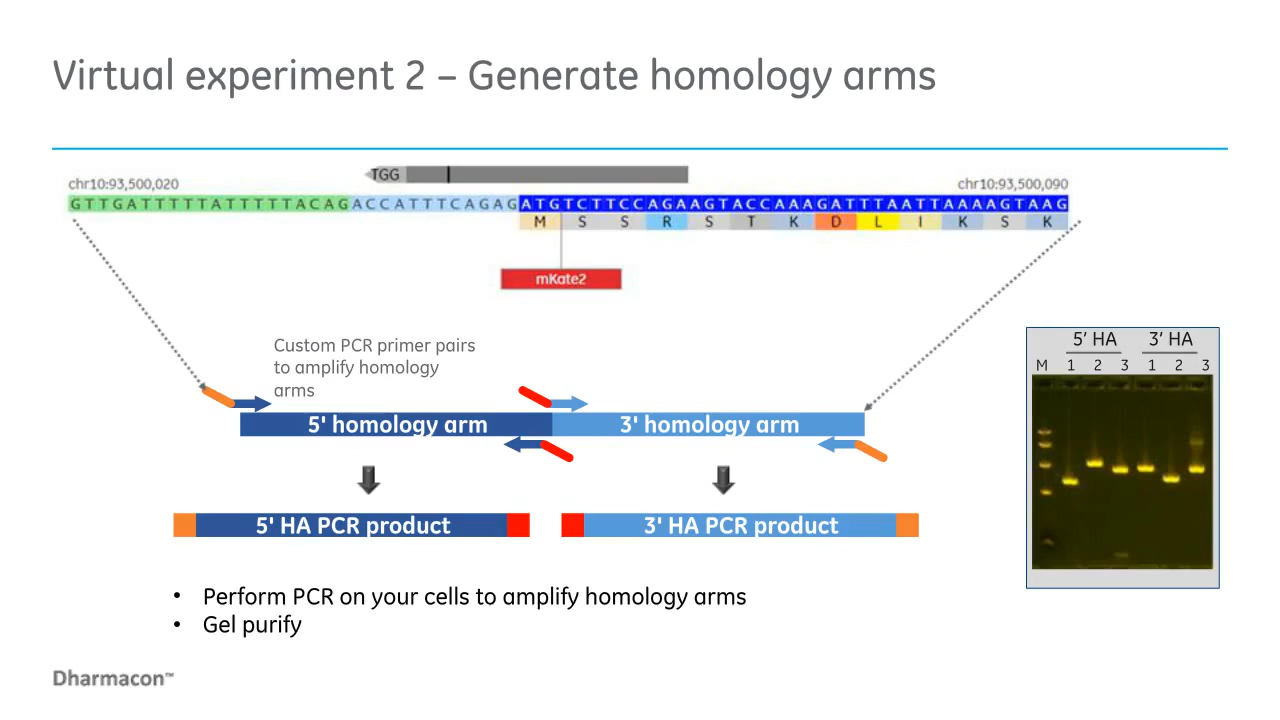 Virtual experiment 2 – Generate homology arms
TGG
chr10:93,500,020
chr10:93,500,090
GTTGATTTTTATTTTTACAGACCATTTCAGAGATGTCTTCCAGAAGTACCAAAGATTTAATTAAAAGTAAG
M S S R S T K D L I K S K
mKate2
Custom PCR primer pairs
to amplify homology
arms
5' homology arm
3' homology arm
5' HA PCR product
3' HA PCR product
5' HA
3' HA
M 1 2 3 1 2 3
• Perform PCR on your cells to amplify homology arms
• Gel purify
Dharmacon™